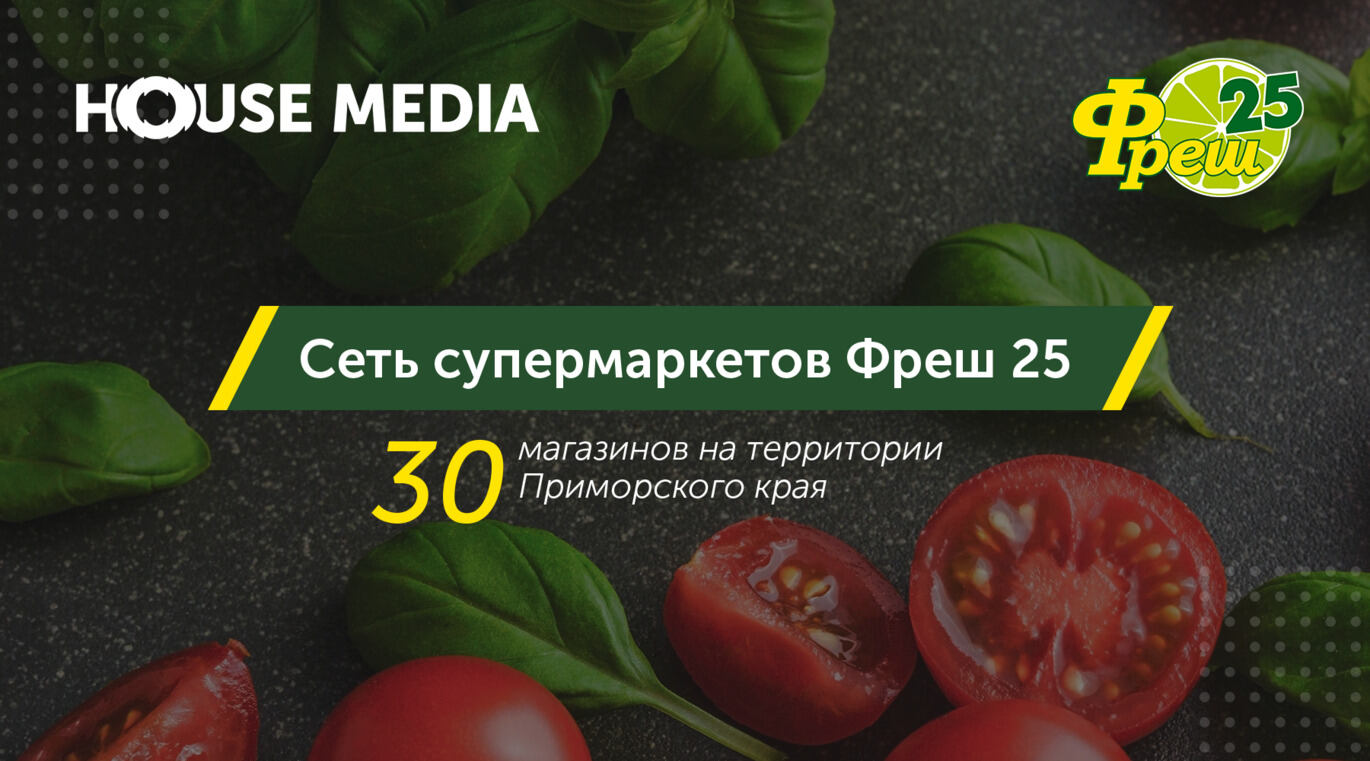 HOUSE MEDIA
Фреш 25
Сеть супермаркетов Фреш 25
30 магазинов на территории
Приморского края